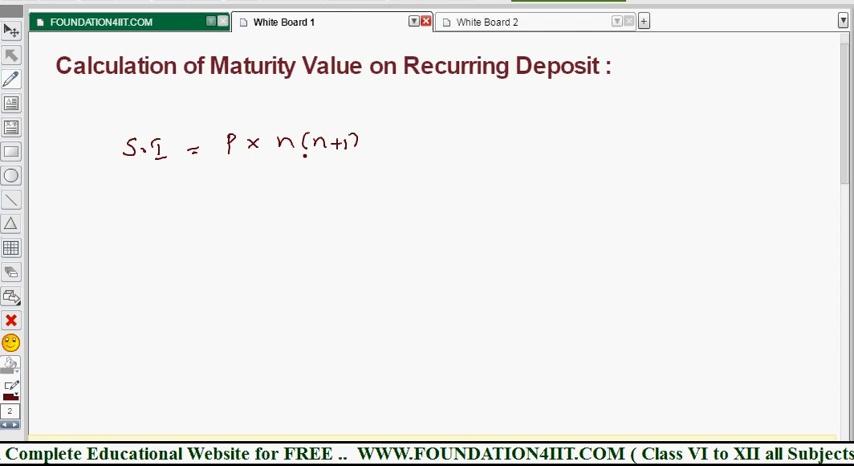 FOUNDATION4IIT.COM White Board 1 White Board 2
Calculation of Maturity Value on Recurring Deposit :
S.I = P × n(n+1)
2
Complete Educational Website for FREE .. WWW.FOUNDATION4IIT.COM ( Class VI to XII all Subjects